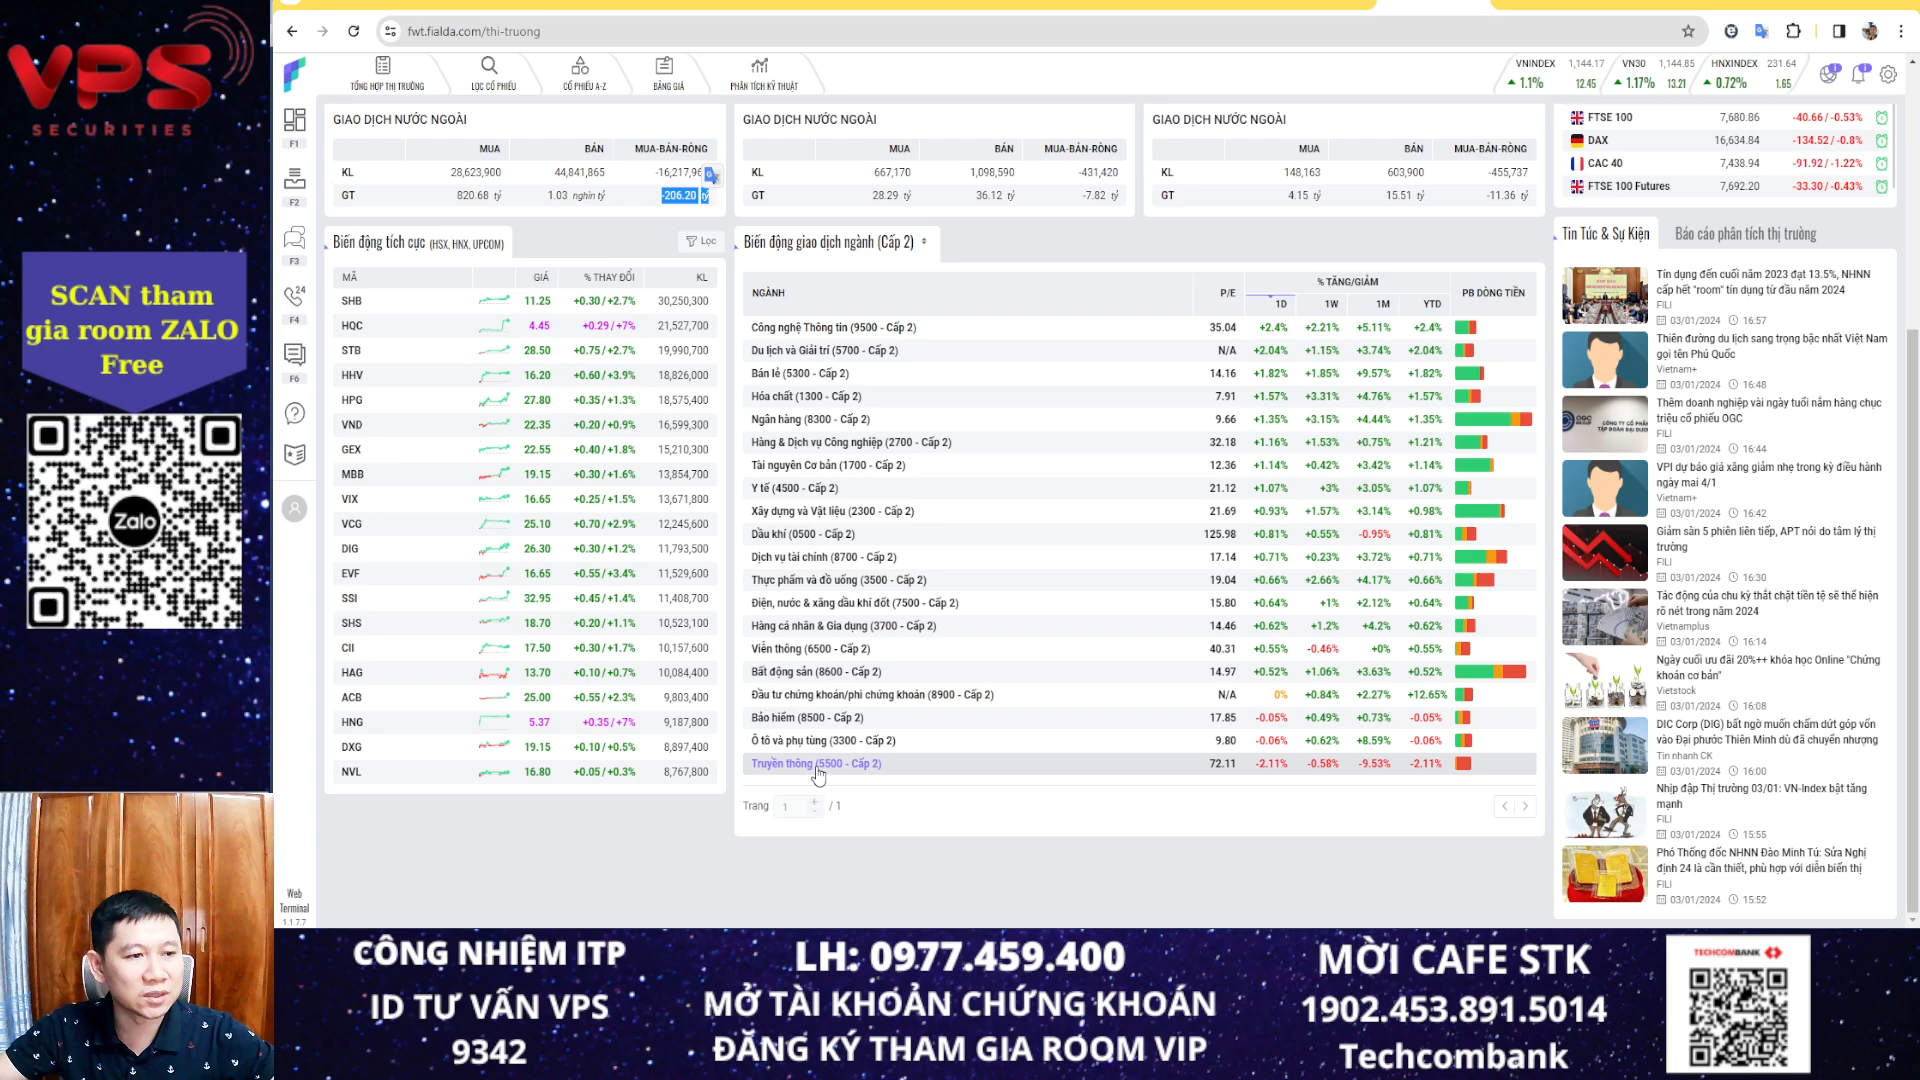 VPS
SECURITIES
SCAN tham
gia room ZALO
Free
Zalo
fwt.fialda.com/thi-truong
TỔNG HỢP THỊ TRƯỜNG
LỌC CỔ PHIẾU
CỔ PHIẾU A-Z
BẢNG GIÁ
PHÂN TÍCH KỸ THUẬT
VNINDEX 1,144.17
1.1% 12.45
VN30 1,144.85
1.17% 13.21
HNXINDEX 231.64
0.72% 1.65
F1
F2
F3
24
F4
F6
Web
Terminal
1.1.7.7
GIAO DỊCH NƯỚC NGOÀI
MUA BÁN MUA-BÁN-RÒNG
KL 28,623,900 44,841,865
GT 820.68 tỷ 1.03 nghìn tỷ -206.20 tỷ
GIAO DỊCH NƯỚC NGOÀI
MUA BÁN MUA-BÁN-RÒNG
KL 667,170 1,098,590 -431,420
GT 28.29 tỷ 36.12 tỷ -7.82 tỷ
GIAO DỊCH NƯỚC NGOÀI
MUA BÁN MUA-BÁN-RÒNG
KL 148,163 603,900 -455,737
GT 4.15 tỷ 15.51 tỷ -11.36 tỷ
FTSE 100 7,680.86 -40.66 / -0.53%
DAX 16,634.84 -134.52 / -0.8%
CAC 40 7,438.94 -91.92 / -1.22%
FTSE 100 Futures 7,692.20 -33.30 / -0.43%
Biến động tích cực (HSX, HNX, UPCOM)
Lọc
MÃ GIÁ % THAY ĐỔI KL
SHB 11.25 +0.30 / +2.7% 30,250,300
HQC 4.45 +0.29 / +7% 21,527,700
STB 28.50 +0.75 / +2.7% 19,990,700
HHV 16.20 +0.60 / +3.9% 18,826,000
HPG 27.80 +0.35 / +1.3% 18,575,400
VND 22.35 +0.20 / +0.9% 16,599,300
GEX 22.55 +0.40 / +1.8% 15,210,300
MBB 19.15 +0.30 / +1.6% 13,854,700
VIX 16.65 +0.25 / +1.5% 13,671,800
VCG 25.10 +0.70 / +2.9% 12,245,600
DIG 26.30 +0.30 / +1.2% 11,793,500
EVF 16.65 +0.55 / +3.4% 11,529,600
SSI 32.95 +0.45 / +1.4% 11,408,700
SHS 18.70 +0.20 / +1.1% 10,523,100
CII 17.50 +0.30 / +1.7% 10,157,600
HAG 13.70 +0.10 / +0.7% 10,084,400
ACB 25.00 +0.55 / +2.3% 9,803,400
HNG 5.37 +0.35 / +7% 9,187,800
DXG 19.15 +0.10 / +0.5% 8,897,400
NVL 16.80 +0.05 / +0.3% 8,767,800
Biến động giao dịch ngành (Cấp 2)
NGÀNH P/E % TĂNG/GIẢM PB DÒNG TIỀN
1D 1W 1M YTD
Công nghệ Thông tin (9500 - Cấp 2) 35.04 +2.4% +2.21% +5.11% +2.4%
Du lịch và Giải trí (5700 - Cấp 2) N/A +2.04% +1.15% +3.74% +2.04%
Bán lẻ (5300 - Cấp 2) 14.16 +1.82% +1.85% +9.57% +1.82%
Hóa chất (1300 - Cấp 2) 7.91 +1.57% +3.31% +4.76% +1.57%
Ngân hàng (8300 - Cấp 2) 9.66 +1.35% +3.15% +4.44% +1.35%
Hàng & Dịch vụ Công nghiệp (2700 - Cấp 2) 32.18 +1.16% +1.53% +0.75% +1.21%
Tài nguyên Cơ bản (1700 - Cấp 2) 12.36 +1.14% +0.42% +3.42% +1.14%
Y tế (4500 - Cấp 2) 21.12 +1.07% +3% +3.05% +1.07%
Xây dựng và Vật liệu (2300 - Cấp 2) 21.69 +0.93% +1.57% +3.14% +0.98%
Dầu khí (0500 - Cấp 2) 125.98 +0.81% +0.55% -0.95% +0.81%
Dịch vụ tài chính (8700 - Cấp 2) 17.14 +0.71% +0.23% +3.72% +0.71%
Thực phẩm và đồ uống (3500 - Cấp 2) 19.04 +0.66% +2.66% +4.17% +0.66%
Điện, nước & xăng dầu khí đốt (7500 - Cấp 2) 15.80 +0.64% +1% +2.12% +0.64%
Hàng cá nhân & Gia dụng (3700 - Cấp 2) 14.46 +0.62% +1.2% +4.2% +0.62%
Viễn thông (6500 - Cấp 2) 40.31 +0.55% -0.46% +0% +0.55%
Bất động sản (8600 - Cấp 2) 14.97 +0.52% +1.06% +3.63% +0.52%
Đầu tư chứng khoán/phi chứng khoán (8900 - Cấp 2) N/A 0% +0.84% +2.27% +12.65%
Bảo hiểm (8500 - Cấp 2) 17.85 -0.05% +0.49% +0.73% -0.05%
Ô tô và phụ tùng (3300 - Cấp 2) 9.80 -0.06% +0.62% +8.59% -0.06%
Truyền thông (5500 - Cấp 2) 72.11 -2.11% -0.58% -9.53% -2.11%
Trang 1 / 1
Tin Tức & Sự Kiện
Báo cáo phân tích thị trường
Tín dụng đến cuối năm 2023 đạt 13.5%, NHNN
cấp hết "room" tín dụng từ đầu năm 2024
FILI
03/01/2024 16:57
Thiên đường du lịch sang trọng bậc nhất Việt Nam
gọi tên Phú Quốc
Vietnam+
03/01/2024 16:48
Thêm doanh nghiệp vài ngày tuổi nắm hàng chục
triệu cổ phiếu OGC
FILI
03/01/2024 16:44
VPI dự báo giá xăng giảm nhẹ trong kỳ điều hành
ngày mai 4/1
Vietnam+
03/01/2024 16:42
Giảm sàn 5 phiên liên tiếp, APT nói do tâm lý thị
trường
FILI
03/01/2024 16:30
Tác động của chu kỳ thắt chặt tiền tệ sẽ thể hiện
rõ nét trong năm 2024
Vietnamplus
03/01/2024 16:14
Ngày cuối ưu đãi 20%++ khóa học Online "Chứng
khoán cơ bản"
Vietstock
03/01/2024 16:08
DIC Corp (DIG) bất ngờ muốn chấm dứt góp vốn
vào Đại phước Thiên Minh dù đã chuyển nhượng
Tin nhanh CK
03/01/2024 16:00
Nhịp đập Thị trường 03/01: VN-Index bật tăng
mạnh
FILI
03/01/2024 15:55
Phó Thống đốc NHNN Đào Minh Tú: Sửa Nghị
định 24 là cần thiết, phù hợp với diễn biến thị
FILI
03/01/2024 15:52
CÔNG NHIỆM ITP
ID TƯ VẤN VPS
9342
LH: 0977.459.400
MỞ TÀI KHOẢN CHỨNG KHOÁN
ĐĂNG KÝ THAM GIA ROOM VIP
MỜI CAFE STK
1902.453.891.5014
Techcombank
TECHCOMBANK